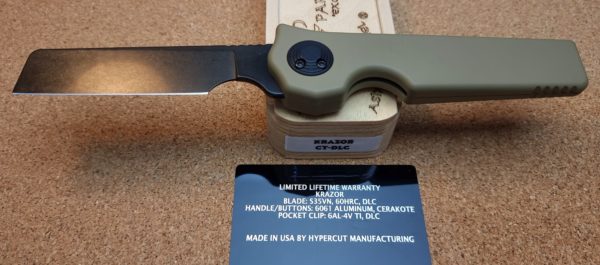 KRAZOR
CT-DLC
LIMITED LIFETIME WARRANTY
KRAZOR
BLADE: S35VN, 60HRC, DLC
HANDLE/BUTTONS: 6061 ALUMINUM, CERAKOTE
POCKET CLIP: 6AL-4V TI, DLC
MADE IN USA BY HYPERCUT MANUFACTURING